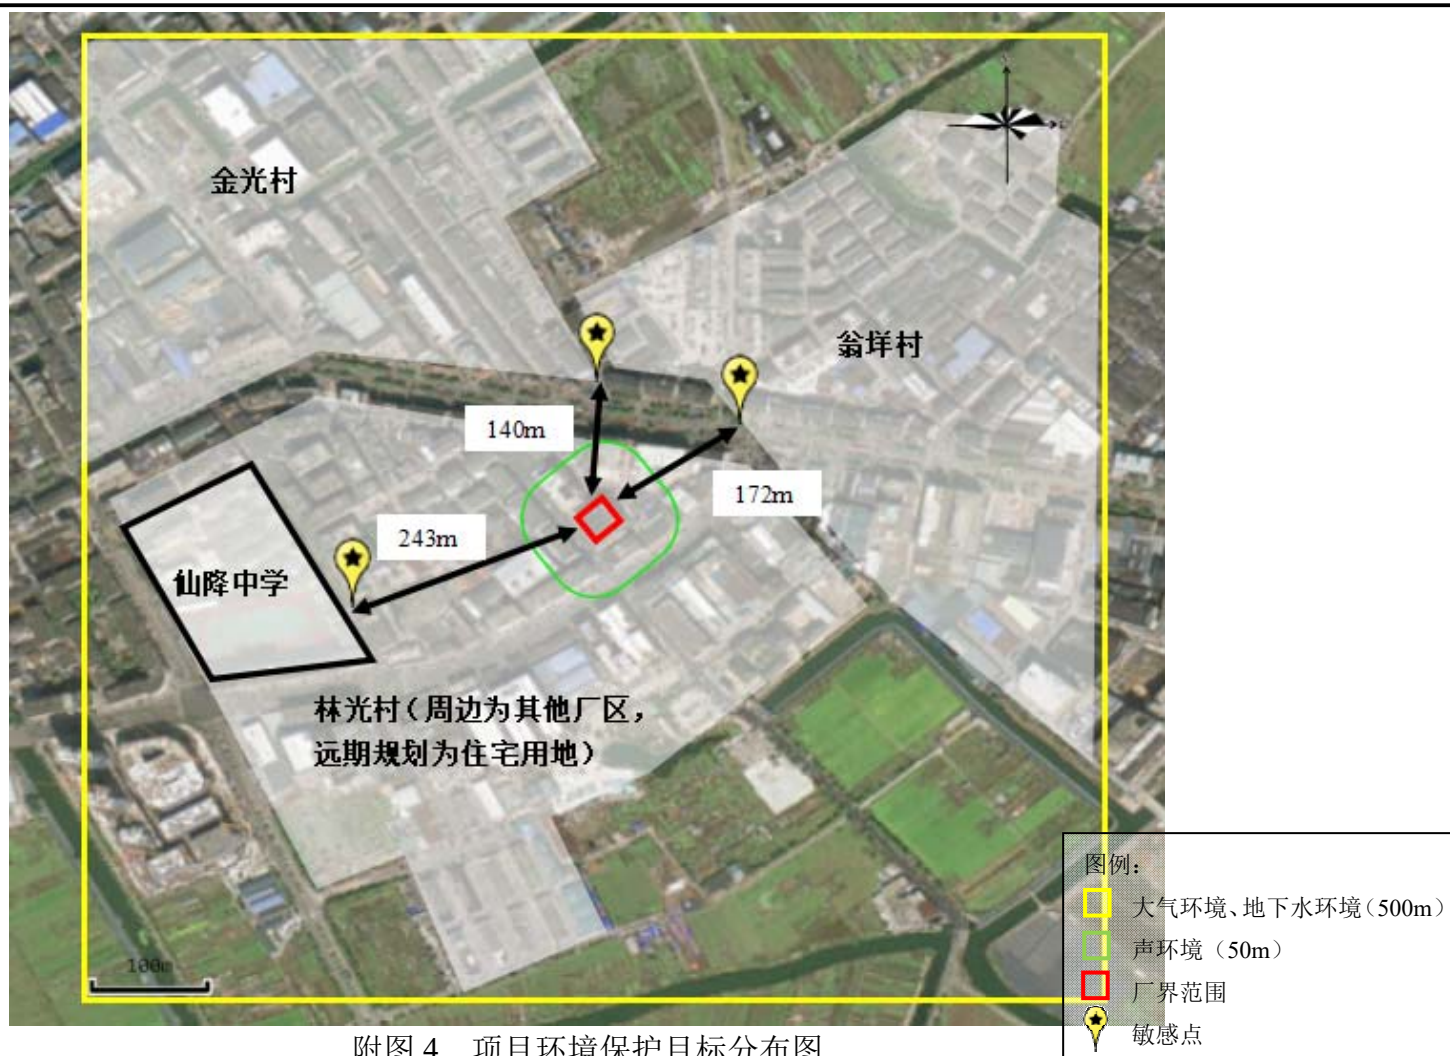 金光村
翁垟村
140m
172m
243m
仙降中学
林光村（周边为其他厂区，
远期规划为住宅用地）
100m
图例：
大气环境、地下水环境（500m）
声环境（50m）
厂界范围
敏感点
附图 4 项目环境保护目标分布图